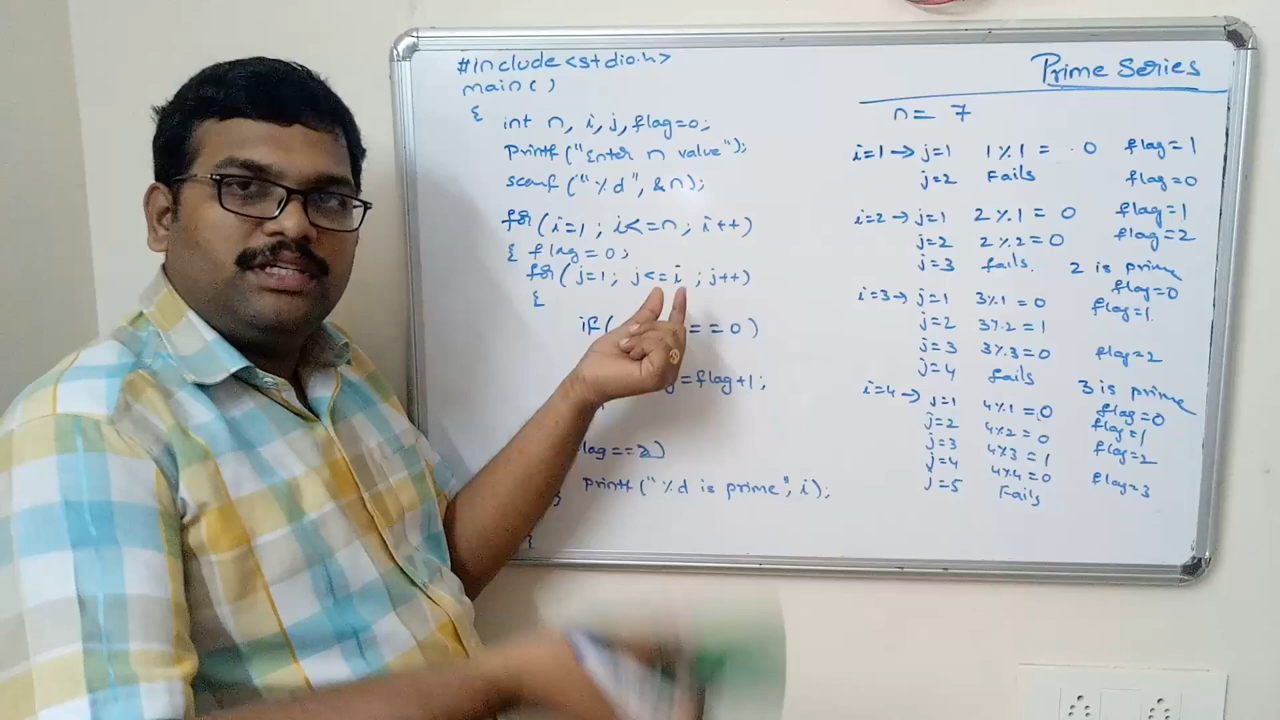 #include<stdio.h>
main()
{
int n, i, j, flag=0;
printf("Enter n value");
scanf("%d", &n);
for(i=1; i<=n; i++)
{ flag=0;
for(j=1; j<=i; j++)
{
if( ==0)
=flag+1;
lag==2)
printf("%d is prime", i);
}
}
Prime Series
n= 7
i=1→ j=1 1%1= 0 flag=1
j=2 Fails flag=0
i=2→ j=1 2%1=0 flag=1
j=2 2%2=0 flag=2
j=3 fails. 2 is prime
flag=0
i=3→ j=1 3%1=0 flag=1.
j=2 3%2=1
j=3 3%3=0 flag=2
j=4 fails 3 is prime
i=4→ j=1 4%1=0 flag=0
j=2 4%2=0 flag=1
j=3 4%3=1 flag=2
j=4 4%4=0
j=5 Fails flag=3